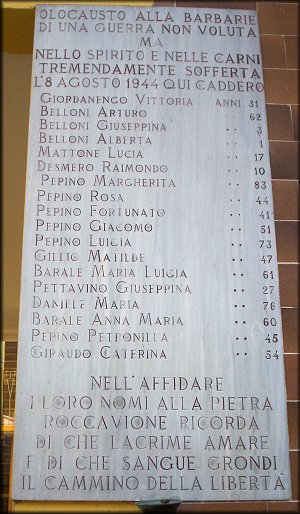 OLOCAUSTO ALLA BARBARIE
DI UNA GUERRA NON VOLUTA
MA
NELLO SPIRITO E NELLE CARNI
TREMENDAMENTE SOFFERTA
L'8 AGOSTO 1944 QUI CADDERO
GIORDANENGO VITTORIA ANNI 31
BELLONI ARTURO .. 62
BELLONI GIUSEPPINA .. 3
BELLONI ALBERTA .. 1
MATTONE LUCIA .. 17
DESMERO RAIMONDO .. 10
PEPINO MARGHERITA .. 83
PEPINO ROSA .. 44
PEPINO FORTUNATO .. 41
PEPINO GIACOMO .. 51
PEPINO LUIGIA .. 73
GILLIO MATILDE .. 47
BARALE MARIA LUIGIA .. 61
PETTAVINO GIUSEPPINA .. 27
DANIELE MARIA .. 76
BARALE ANNA MARIA .. 60
PEPINO PETRONILLA .. 45
GIRAUDO CATERINA .. 54
NELL'AFFIDARE
I LORO NOMI ALLA PIETRA
ROCCAVIONE RICORDA
DI CHE LACRIME AMARE
E DI CHE SANGUE GRONDI
IL CAMMINO DELLA LIBERTÀ